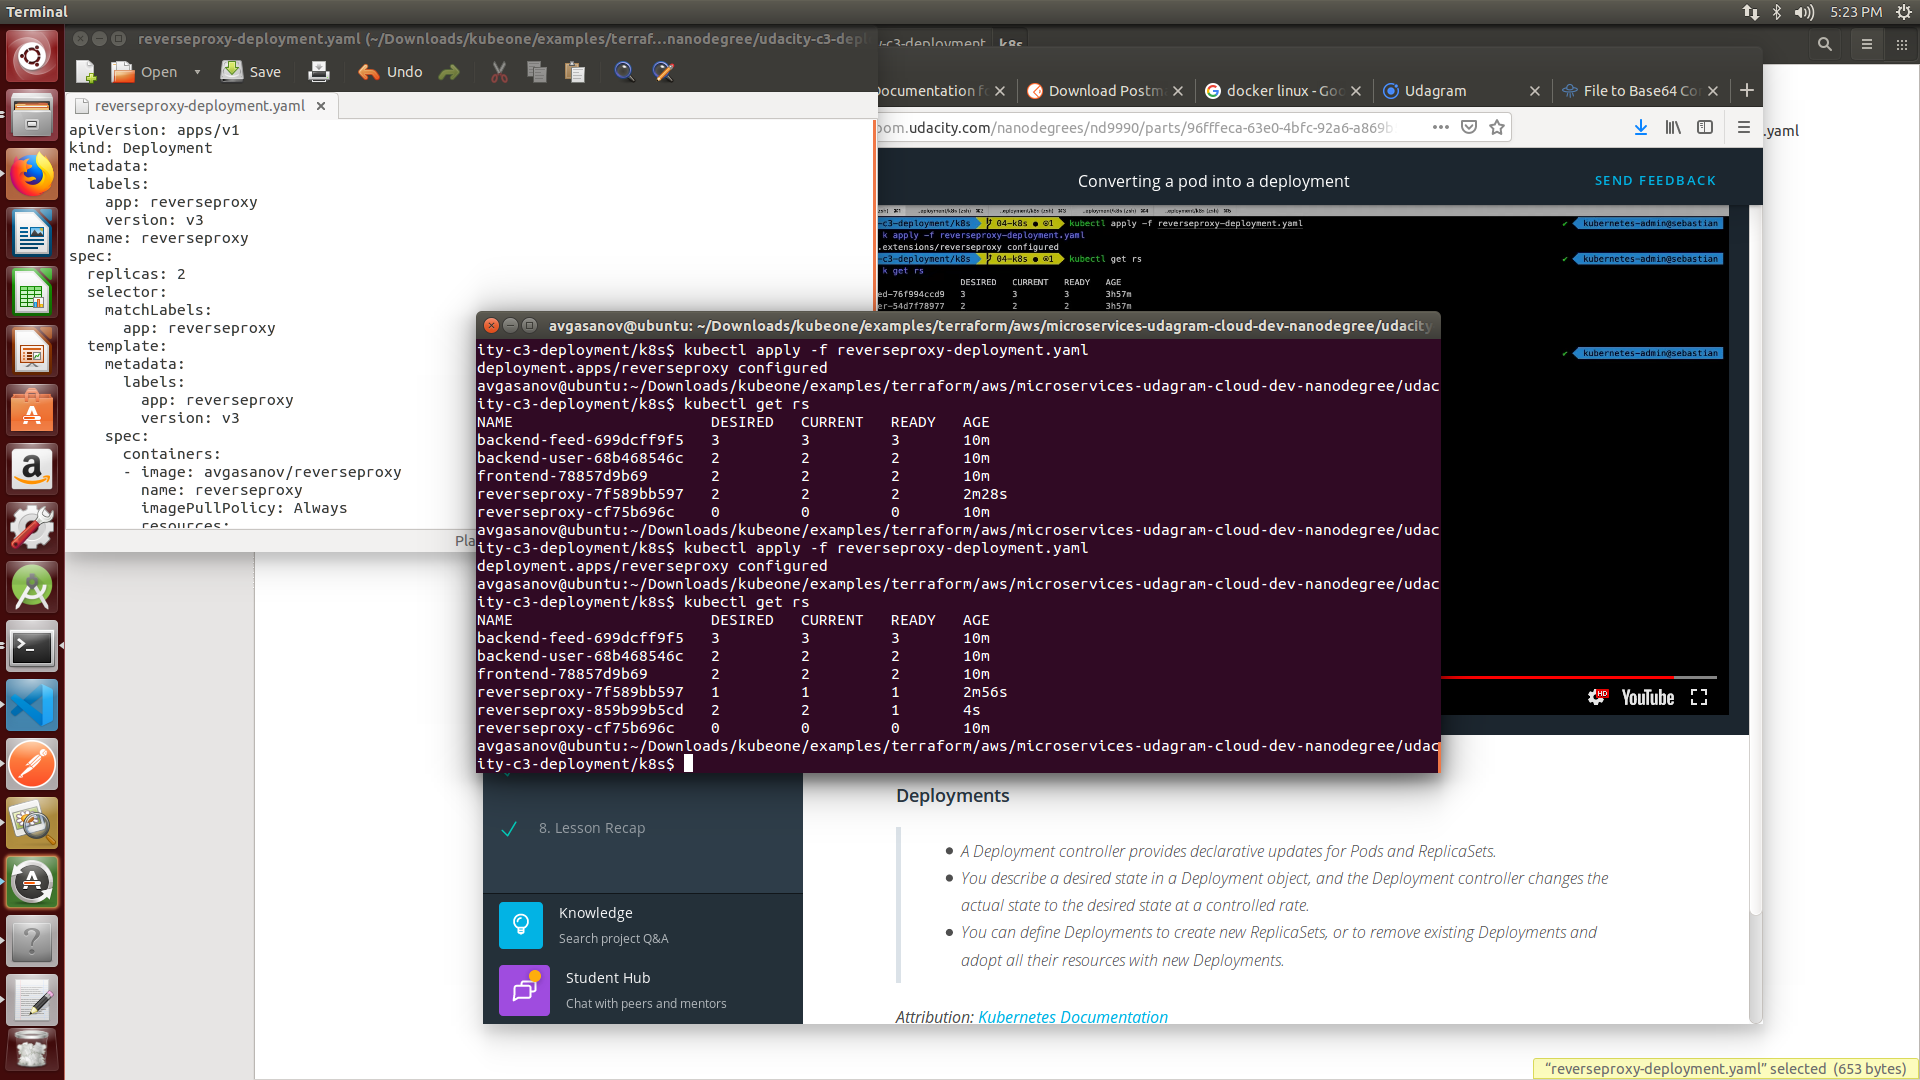 Terminal
5:23 PM
reverseproxy-deployment.yaml (~/Downloads/kubeone/examples/terraf...nanodegree/udacity-c3-depl
y-c3-deployment
k8s
Open
Save
Undo
reverseproxy-deployment.yaml ×
apiVersion: apps/v1
kind: Deployment
metadata:
labels:
app: reverseproxy
version: v3
name: reverseproxy
spec:
replicas: 2
selector:
matchLabels:
app: reverseproxy
template:
metadata:
labels:
app: reverseproxy
version: v3
spec:
containers:
- image: avgasanov/reverseproxy
name: reverseproxy
imagePullPolicy: Always
resources:
Pla
ocumentation fo
Download Postm
docker linux - Goo
Udagram
File to Base64 Co
oom.udacity.com/nanodegrees/nd9990/parts/96fffeca-63e0-4bfc-92a6-a869b
.yaml
Converting a pod into a deployment
SEND FEEDBACK
-c3-deployment/k8s 04-k8s kubectl apply -f reverseproxy-deployment.yaml
kubernetes-admin@sebastian
k apply -f reverseproxy-deployment.yaml
.extensions/reverseproxy configured
-c3-deployment/k8s 04-k8s kubectl get rs
kubernetes-admin@sebastian
k get rs
DESIRED CURRENT READY AGE
ed-76f994ccd9 3 3 3 3h57m
er-54d7f78977 2 2 2 3h57m
kubernetes-admin@sebastian
avgasanov@ubuntu: ~/Downloads/kubeone/examples/terraform/aws/microservices-udagram-cloud-dev-nanodegree/udacity
ity-c3-deployment/k8s$ kubectl apply -f reverseproxy-deployment.yaml
deployment.apps/reverseproxy configured
avgasanov@ubuntu:~/Downloads/kubeone/examples/terraform/aws/microservices-udagram-cloud-dev-nanodegree/udac
ity-c3-deployment/k8s$ kubectl get rs
NAME DESIRED CURRENT READY AGE
backend-feed-699dcff9f5 3 3 3 10m
backend-user-68b468546c 2 2 2 10m
frontend-78857d9b69 2 2 2 10m
reverseproxy-7f589bb597 2 2 2 2m28s
reverseproxy-cf75b696c 0 0 0 10m
avgasanov@ubuntu:~/Downloads/kubeone/examples/terraform/aws/microservices-udagram-cloud-dev-nanodegree/udac
ity-c3-deployment/k8s$ kubectl apply -f reverseproxy-deployment.yaml
deployment.apps/reverseproxy configured
avgasanov@ubuntu:~/Downloads/kubeone/examples/terraform/aws/microservices-udagram-cloud-dev-nanodegree/udac
ity-c3-deployment/k8s$ kubectl get rs
NAME DESIRED CURRENT READY AGE
backend-feed-699dcff9f5 3 3 3 10m
backend-user-68b468546c 2 2 2 10m
frontend-78857d9b69 2 2 2 10m
reverseproxy-7f589bb597 1 1 1 2m56s
reverseproxy-859b99b5cd 2 2 1 4s
reverseproxy-cf75b696c 0 0 0 10m
avgasanov@ubuntu:~/Downloads/kubeone/examples/terraform/aws/microservices-udagram-cloud-dev-nanodegree/udac
ity-c3-deployment/k8s$
HD
YouTube
8. Lesson Recap
Knowledge
Search project Q&A
Student Hub
Chat with peers and mentors
Deployments
• A Deployment controller provides declarative updates for Pods and ReplicaSets.
• You describe a desired state in a Deployment object, and the Deployment controller changes the
actual state to the desired state at a controlled rate.
• You can define Deployments to create new ReplicaSets, or to remove existing Deployments and
adopt all their resources with new Deployments.
Attribution: Kubernetes Documentation
“reverseproxy-deployment.yaml” selected (653 bytes)